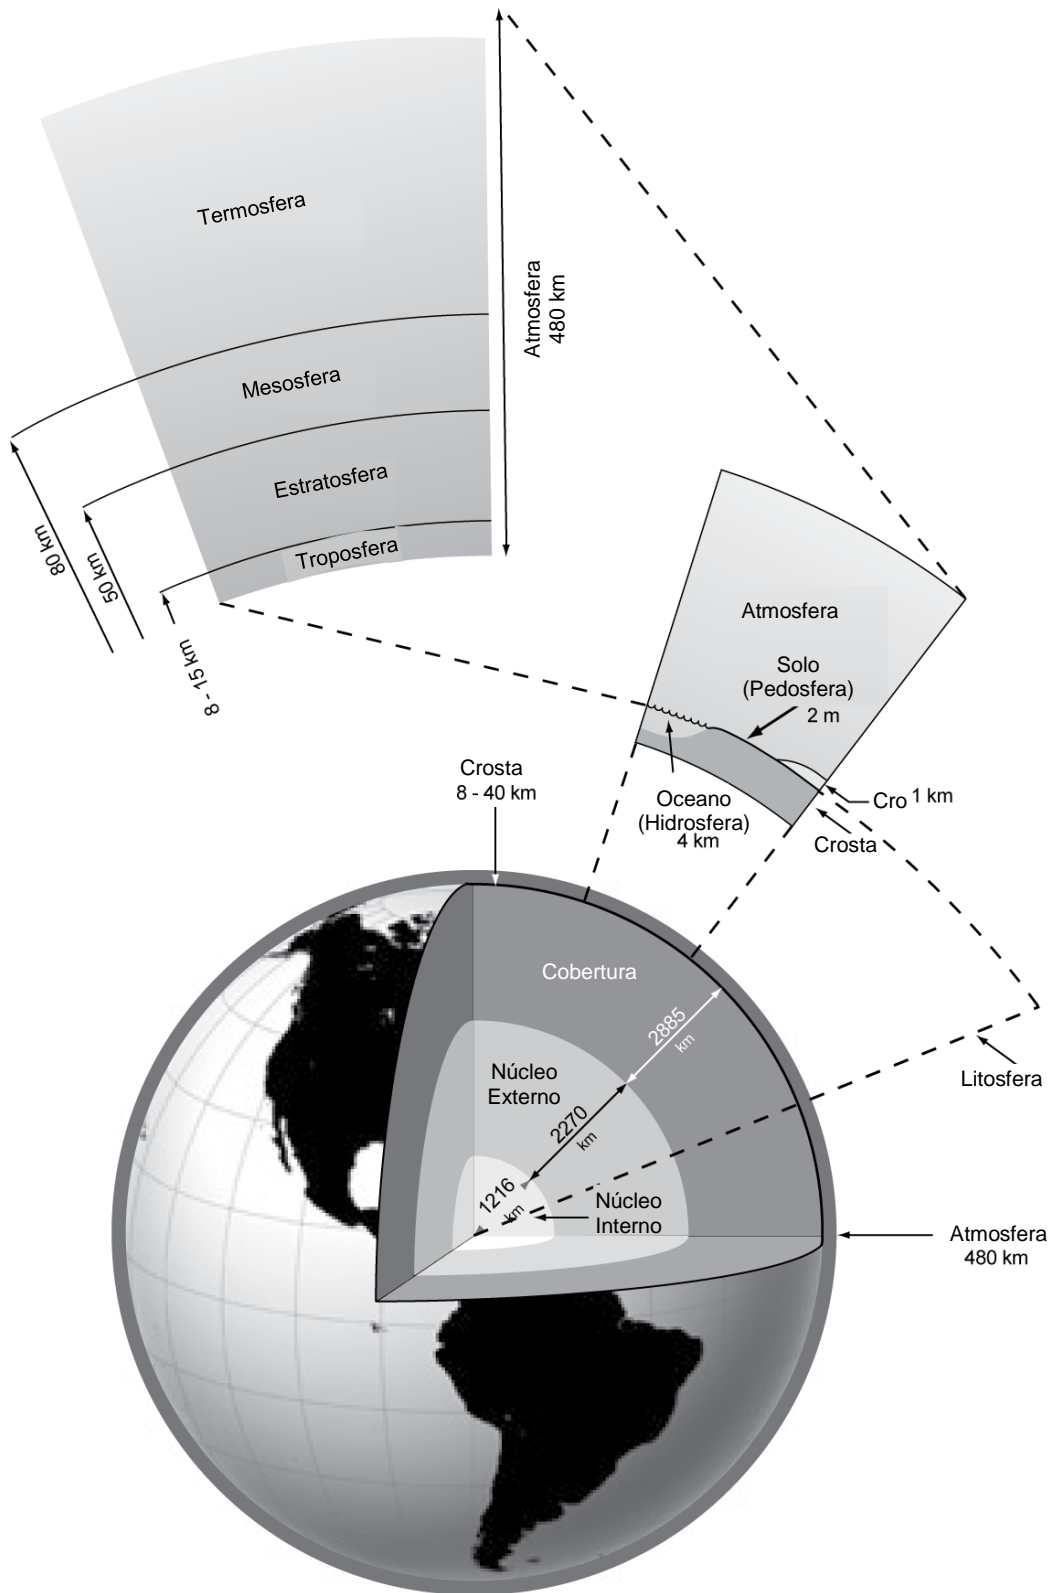 Termosfera
Mesosfera
Estratosfera
Troposfera
Atmosfera
480 km
80 km
50 km
8 - 15 km
Atmosfera
Solo
(Pedosfera)
2 m
Oceano
(Hidrosfera)
4 km
Cro 1 km
Crosta
Crosta
8 - 40 km
Cobertura
2885
km
Núcleo
Externo
2270
km
1216
km
Núcleo
Interno
Litosfera
Atmosfera
480 km